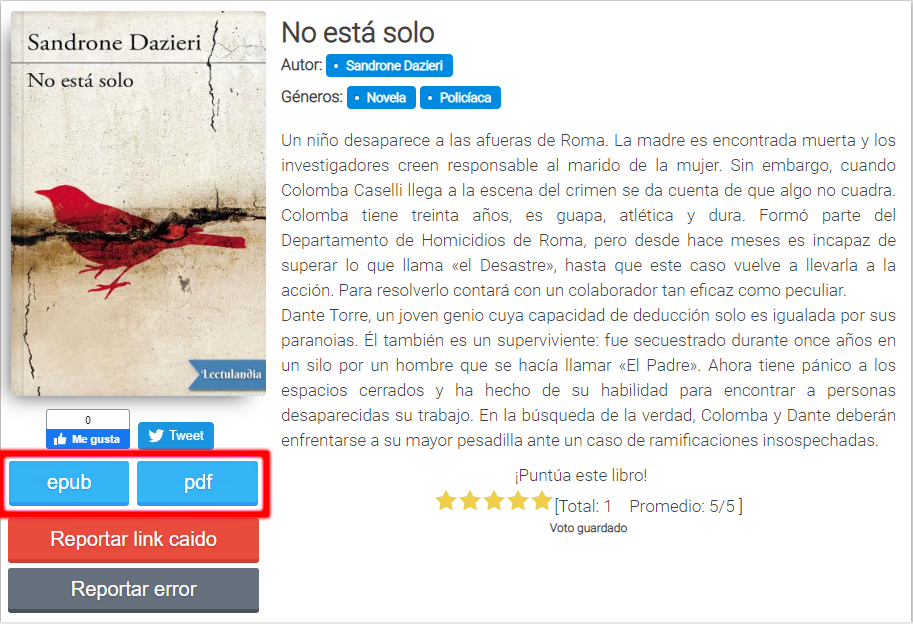 Sandrone Dazieri
No está solo
Lectulandia
0
Me gusta
Tweet
epub
pdf
Reportar link caido
Reportar error
No está solo
Autor: • Sandrone Dazieri
Géneros: • Novela • Policíaca
Un niño desaparece a las afueras de Roma. La madre es encontrada muerta y los
investigadores creen responsable al marido de la mujer. Sin embargo, cuando
Colomba Caselli llega a la escena del crimen se da cuenta de que algo no cuadra.
Colomba tiene treinta años, es guapa, atlética y dura. Formó parte del
Departamento de Homicidios de Roma, pero desde hace meses es incapaz de
superar lo que llama «el Desastre», hasta que este caso vuelve a llevarla a la
acción. Para resolverlo contará con un colaborador tan eficaz como peculiar.
Dante Torre, un joven genio cuya capacidad de deducción solo es igualada por sus
paranoias. Él también es un superviviente: fue secuestrado durante once años en
un silo por un hombre que se hacía llamar «El Padre». Ahora tiene pánico a los
espacios cerrados y ha hecho de su habilidad para encontrar a personas
desaparecidas su trabajo. En la búsqueda de la verdad, Colomba y Dante deberán
enfrentarse a su mayor pesadilla ante un caso de ramificaciones insospechadas.
¡Puntúa este libro!
[Total: 1 Promedio: 5/5 ]
Voto guardado